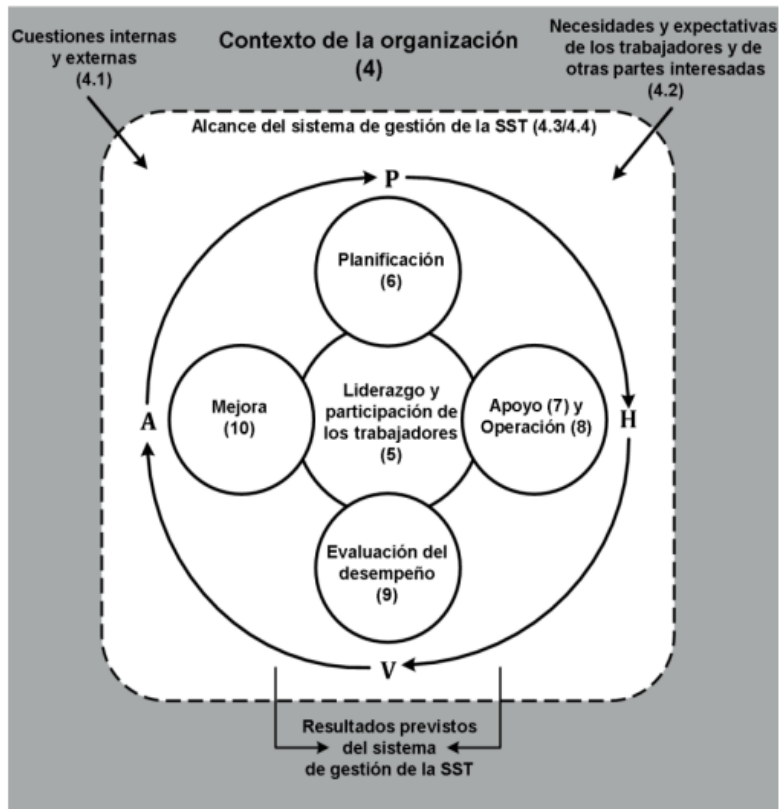 Cuestiones internas
y externas
(4.1)
Contexto de la organización
(4)
Necesidades y expectativas
de los trabajadores y de
otras partes interesadas
(4.2)
Alcance del sistema de gestión de la SST (4.3/4.4)
P
Planificación
(6)
A
Mejora
(10)
Liderazgo y
participación de
los trabajadores
(5)
Apoyo (7) y
Operación (8)
H
Evaluación del
desempeño
(9)
V
Resultados previstos
del sistema
de gestión de la SST